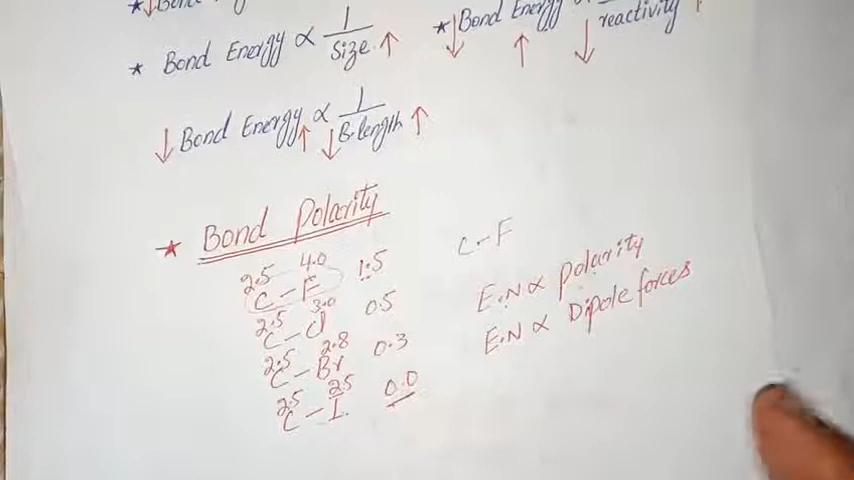 ★ ↓ Bond
★ Bond Energy ∝ 1/Size ↑
★ ↓ Bond Energy ↑ ∝ reactivity ↓ ↑
↓ Bond Energy ↑ ∝ 1/B.length ↓ ↑
★ Bond Polarity
2.5 4.0
C – F 1.5
C – F
2.5 3.0
C – Cl 0.5
E.N ∝ polarity
2.5 2.8
C – Br 0.3
E.N ∝ Dipole forces
2.5 2.5
C – I 0.0